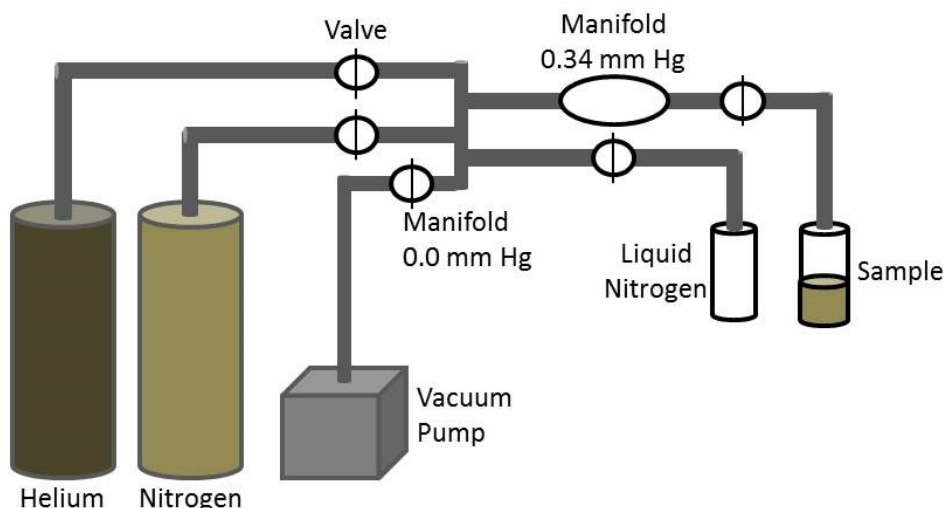 Valve
Manifold
0.34 mm Hg
Manifold
0.0 mm Hg
Liquid
Nitrogen
Sample
Vacuum
Pump
Helium
Nitrogen